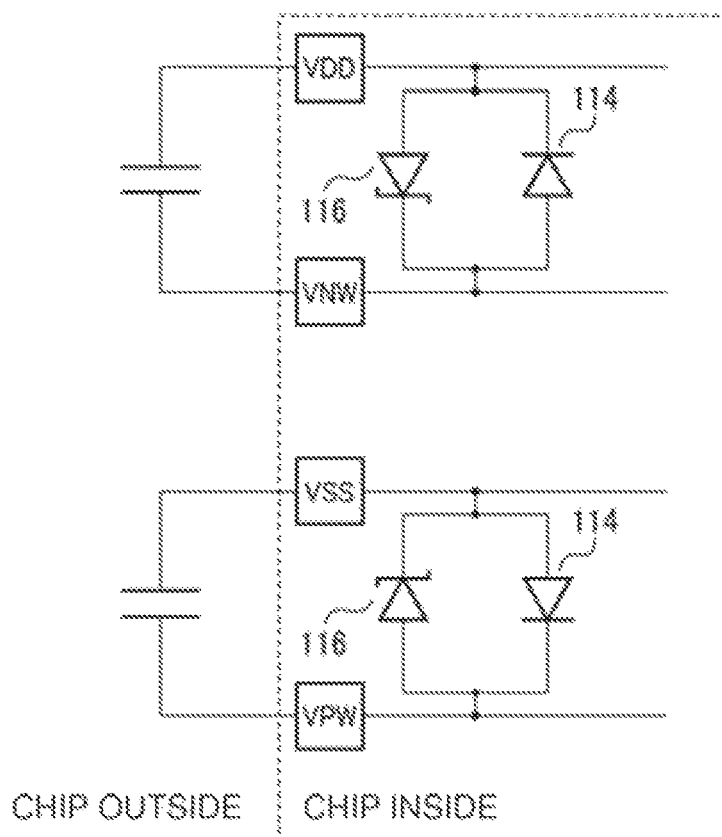 VDD
114
116
VNW
VSS
114
116
VPW
CHIP OUTSIDE
CHIP INSIDE